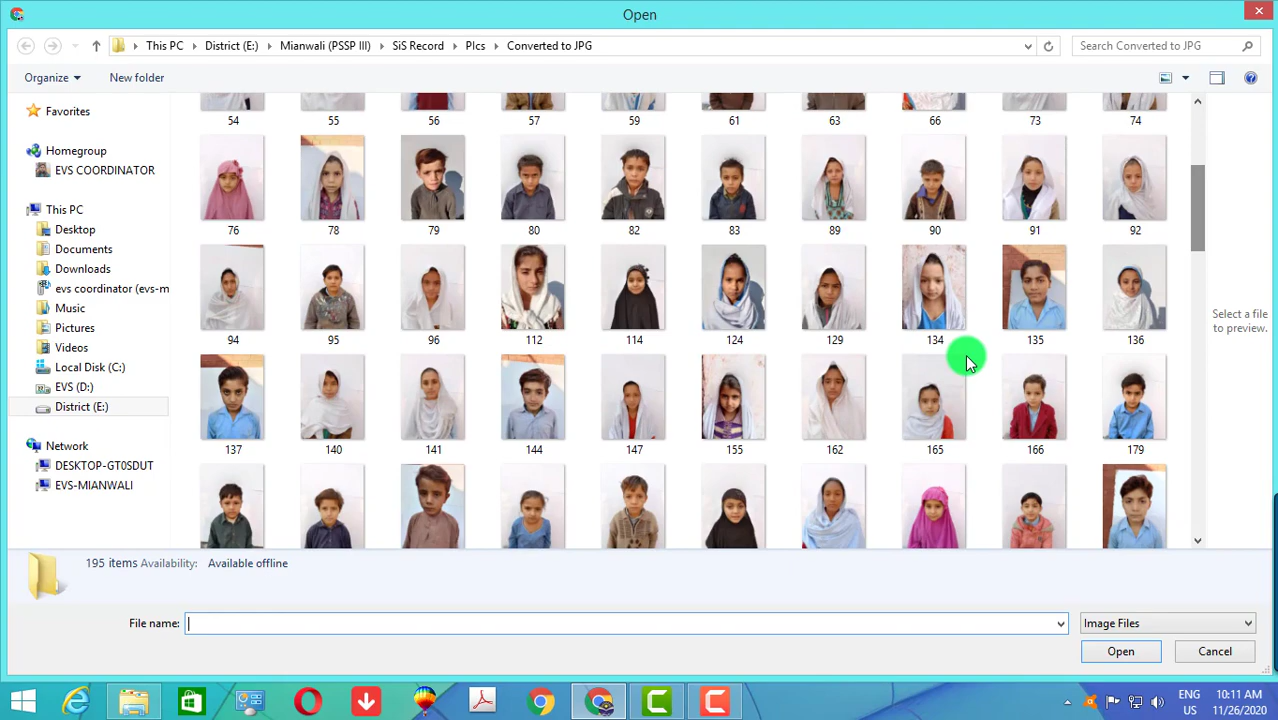 Open
This PC District (E:) Mianwali (PSSP III) SiS Record PIcs Converted to JPG Search Converted to JPG
Organize New folder
Favorites
Homegroup
EVS COORDINATOR
This PC
Desktop
Documents
Downloads
evs coordinator (evs-m
Music
Pictures
Videos
Local Disk (C:)
EVS (D:)
District (E:)
Network
DESKTOP-GT0SDUT
EVS-MIANWALI
54 55 56 57 59 61 63 66 73 74
76 78 79 80 82 83 89 90 91 92
94 95 96 112 114 124 129 134 135 136
137 140 141 144 147 155 162 165 166 179
Select a file
to preview.
195 items Availability: Available offline
File name: Image Files
Open Cancel
ENG 10:11 AM
US 11/26/2020